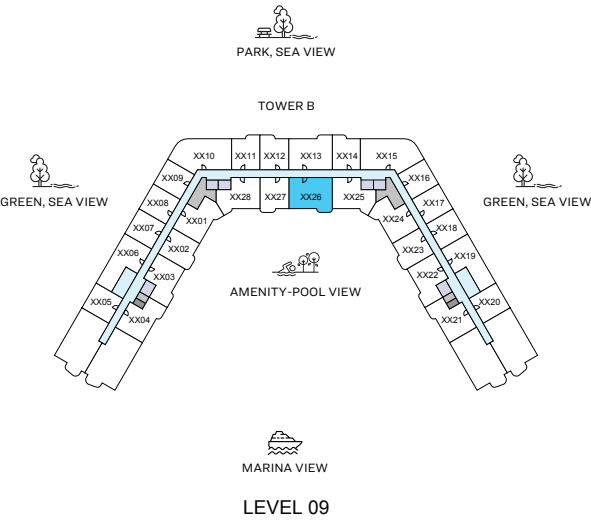 PARK, SEA VIEW
TOWER B
XX10
XX11
XX12
XX13
XX14
XX15
XX09
XX16
XX08
XX28
XX27
XX26
XX25
XX17
XX07
XX01
XX24
XX18
XX06
XX02
XX23
XX19
XX03
XX22
XX05
XX04
XX21
XX20
GREEN, SEA VIEW
GREEN, SEA VIEW
AMENITY-POOL VIEW
MARINA VIEW
LEVEL 09